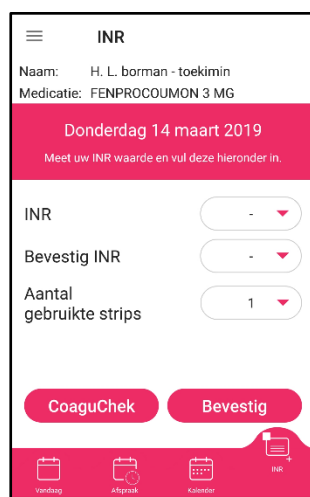 INR
Naam: H. L. borman - toekimin
Medicatie: FENPROCOUMON 3 MG
Donderdag 14 maart 2019
Meet uw INR waarde en vul deze hieronder in.
INR -
Bevestig INR -
Aantal
gebruikte strips 1
CoaguChek Bevestig
Vandaag Afspraak Kalender INR